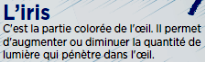 L'iris
C'est la partie colorée de l'œil. Il permet
d'augmenter ou diminuer la quantité de
lumière qui pénètre dans l'œil.